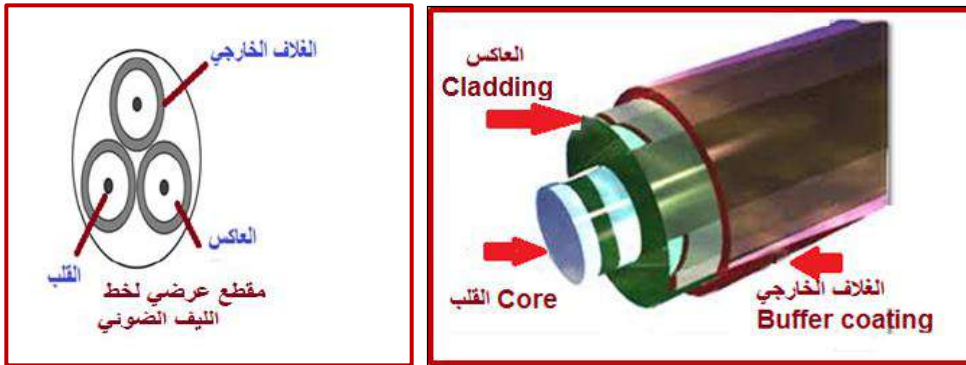 الغلاف الخارجي
العاكس
القلب
مقطع عرضي لخط
الليف الضوئي
العاكس
Cladding
القلب Core
الغلاف الخارجي
Buffer coating